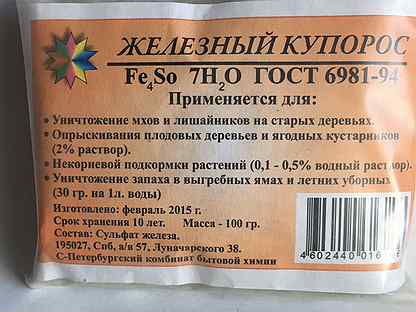 ЖЕЛЕЗНЫЙ КУПОРОС
Fe4So 7H2O ГОСТ 6981-94
Применяется для:
• Уничтожение мхов и лишайников на старых деревьях.
• Опрыскивания плодовых деревьев и ягодных кустарников
(2% раствор).
• Некорневой подкормки растений (0,1 - 0,5% водный раствор).
• Уничтожение запаха в выгребных ямах и летних уборных
(30 гр. на 1л. воды)
Изготовлено: февраль 2015 г.
Срок хранения 10 лет. Масса - 100 гр.
Состав: Сульфат железа.
195027, Спб, а/в 57, Луначарского 38.
С-Петербургский комбинат бытовой химии
4 602440 016